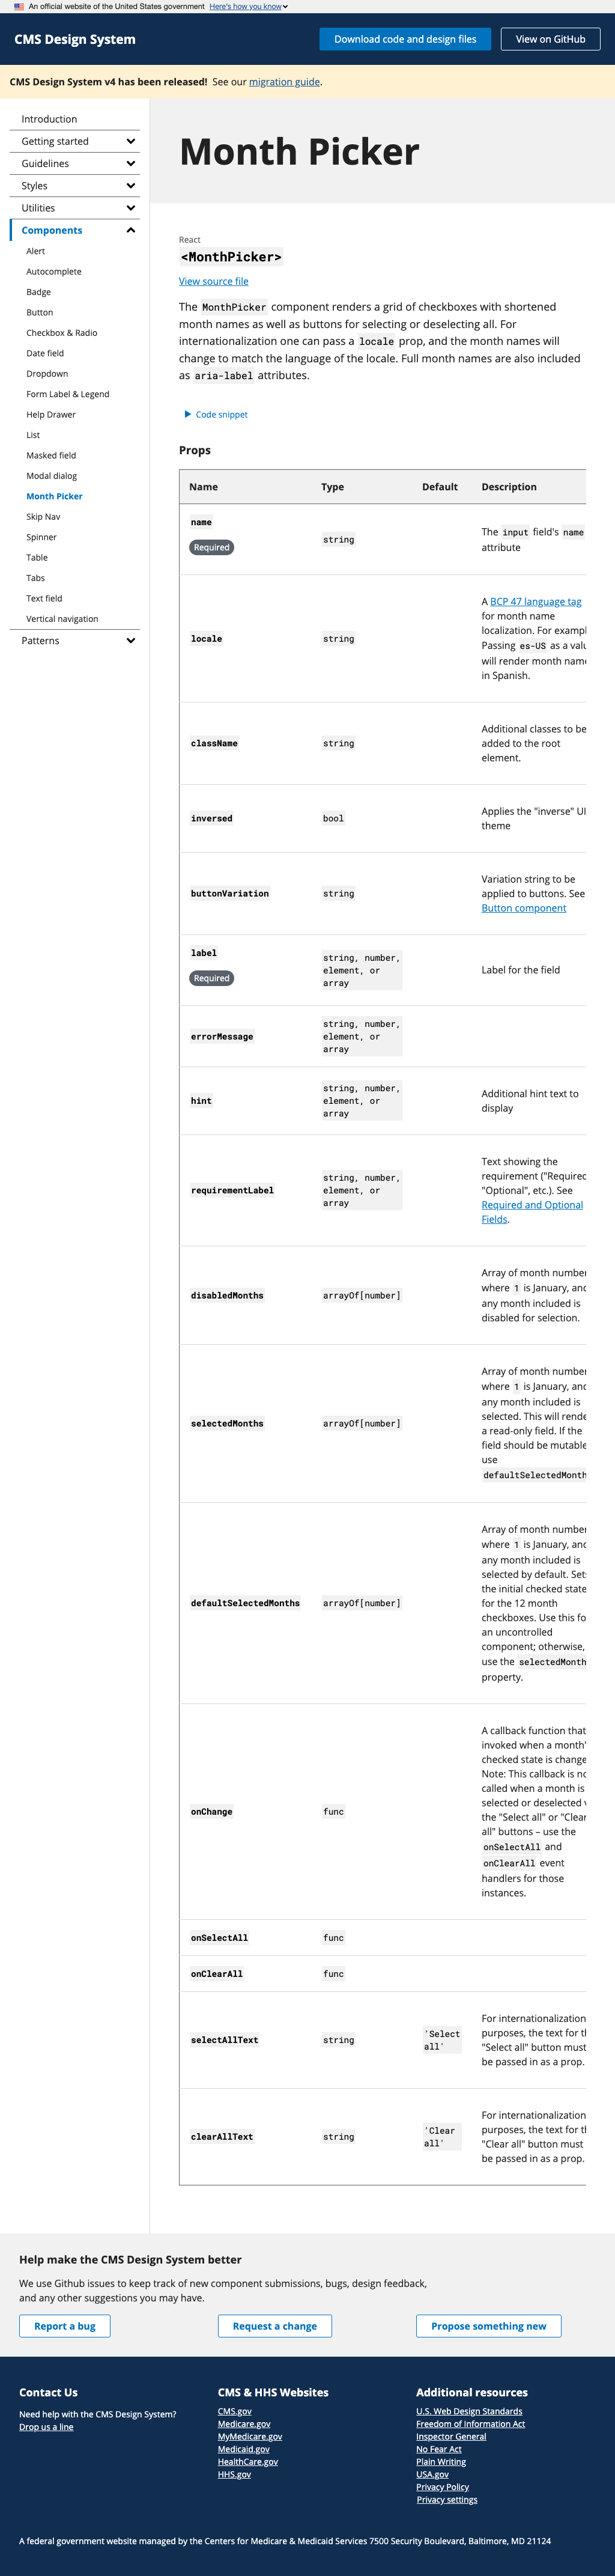 An official website of the United States government Here's how you know
CMS Design System
Download code and design files
View on GitHub
CMS Design System v4 has been released! See our migration guide.
Introduction
Getting started
Guidelines
Styles
Utilities
Components
Alert
Autocomplete
Badge
Button
Checkbox & Radio
Date field
Dropdown
Form Label & Legend
Help Drawer
List
Masked field
Modal dialog
Month Picker
Skip Nav
Spinner
Table
Tabs
Text field
Vertical navigation
Patterns
Month Picker
React
<MonthPicker>
View source file
The MonthPicker component renders a grid of checkboxes with shortened
month names as well as buttons for selecting or deselecting all. For
internationalization one can pass a locale prop, and the month names will
change to match the language of the locale. Full month names are also included
as aria-label attributes.
Code snippet
Props
Name Type Default Description
name
Required
string
The input field's name
attribute
locale
string
A BCP 47 language tag
for month name
localization. For exampl
Passing es-US as a valu
will render month name
in Spanish.
className
string
Additional classes to be
added to the root
element.
inversed
bool
Applies the "inverse" UI
theme
buttonVariation
string
Variation string to be
applied to buttons. See
Button component
label
Required
string, number,
element, or
array
Label for the field
errorMessage
string, number,
element, or
array
hint
string, number,
element, or
array
Additional hint text to
display
requirementLabel
string, number,
element, or
array
Text showing the
requirement ("Required
"Optional", etc.). See
Required and Optional
Fields.
disabledMonths
arrayOf[number]
Array of month number
where 1 is January, and
any month included is
disabled for selection.
selectedMonths
arrayOf[number]
Array of month number
where 1 is January, and
any month included is
selected. This will rende
a read-only field. If the
field should be mutable
use
defaultSelectedMonth
defaultSelectedMonths
arrayOf[number]
Array of month number
where 1 is January, and
any month included is
selected by default. Sets
the initial checked state
for the 12 month
checkboxes. Use this fo
an uncontrolled
component; otherwise,
use the selectedMonth
property.
onChange
func
A callback function that
invoked when a month'
checked state is change
Note: This callback is no
called when a month is
selected or deselected v
the "Select all" or "Clear
all" buttons – use the
onSelectAll and
onClearAll event
handlers for those
instances.
onSelectAll
func
onClearAll
func
selectAllText
string
'Select
all'
For internationalization
purposes, the text for th
"Select all" button must
be passed in as a prop.
clearAllText
string
'Clear
all'
For internationalization
purposes, the text for th
"Clear all" button must
be passed in as a prop.
Help make the CMS Design System better
We use Github issues to keep track of new component submissions, bugs, design feedback,
and any other suggestions you may have.
Report a bug
Request a change
Propose something new
Contact Us
Need help with the CMS Design System?
Drop us a line
CMS & HHS Websites
CMS.gov
Medicare.gov
MyMedicare.gov
Medicaid.gov
HealthCare.gov
HHS.gov
Additional resources
U.S. Web Design Standards
Freedom of Information Act
Inspector General
No Fear Act
Plain Writing
USA.gov
Privacy Policy
Privacy settings
A federal government website managed by the Centers for Medicare & Medicaid Services 7500 Security Boulevard, Baltimore, MD 21124